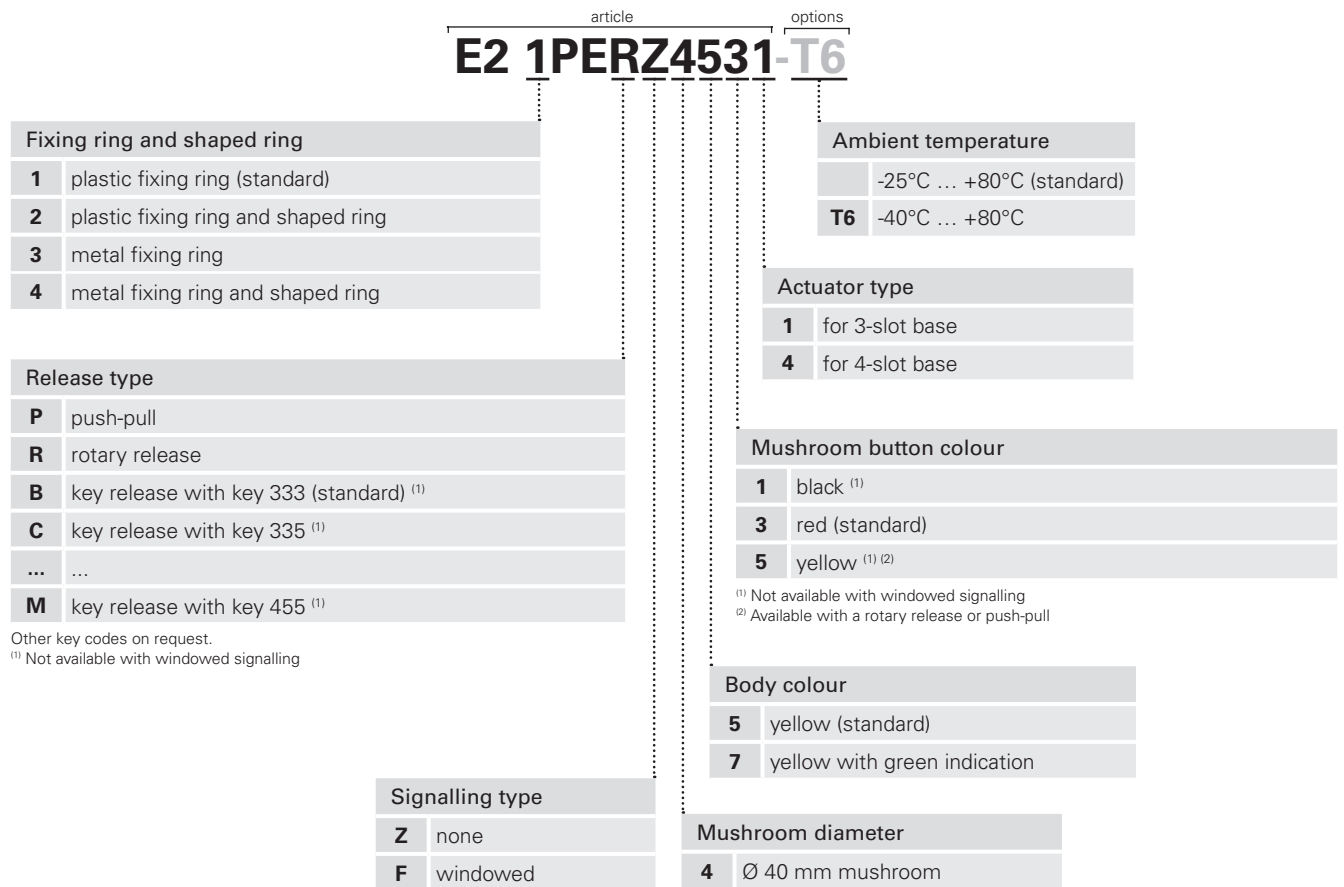 article options
E2 1PERZ4531-T6
Fixing ring and shaped ring
1 plastic fixing ring (standard)
2 plastic fixing ring and shaped ring
3 metal fixing ring
4 metal fixing ring and shaped ring
Ambient temperature
-25°C … +80°C (standard)
T6 -40°C … +80°C
Actuator type
1 for 3-slot base
4 for 4-slot base
Release type
P push-pull
R rotary release
B key release with key 333 (standard) (1)
C key release with key 335 (1)
... ...
M key release with key 455 (1)
Other key codes on request.
(1) Not available with windowed signalling
Mushroom button colour
1 black (1)
3 red (standard)
5 yellow (1) (2)
(1) Not available with windowed signalling
(2) Available with a rotary release or push-pull
Body colour
5 yellow (standard)
7 yellow with green indication
Signalling type
Z none
F windowed
Mushroom diameter
4 Ø 40 mm mushroom